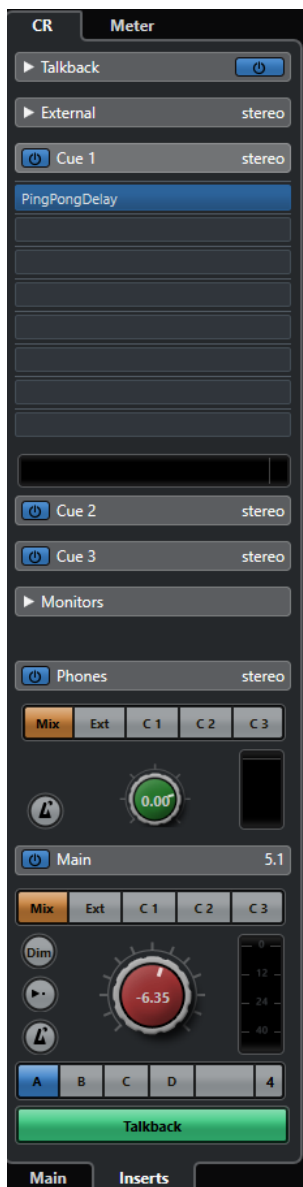 CR Meter
Talkback
External stereo
Cue 1 stereo
PingPongDelay
Cue 2 stereo
Cue 3 stereo
Monitors
Phones stereo
Mix Ext C 1 C 2 C 3
0.00
Main 5.1
Mix Ext C 1 C 2 C 3
Dim
0
12
-6.35
24
40
A B C D 4
Talkback
Main Inserts